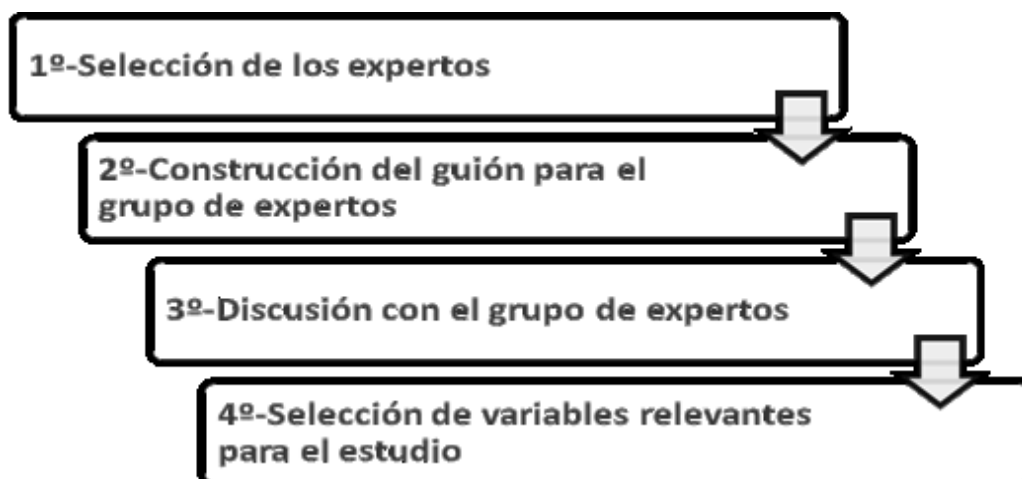 1º-Selección de los expertos
2º-Construcción del guión para el
grupo de expertos
3º-Discusión con el grupo de expertos
4º-Selección de variables relevantes
para el estudio